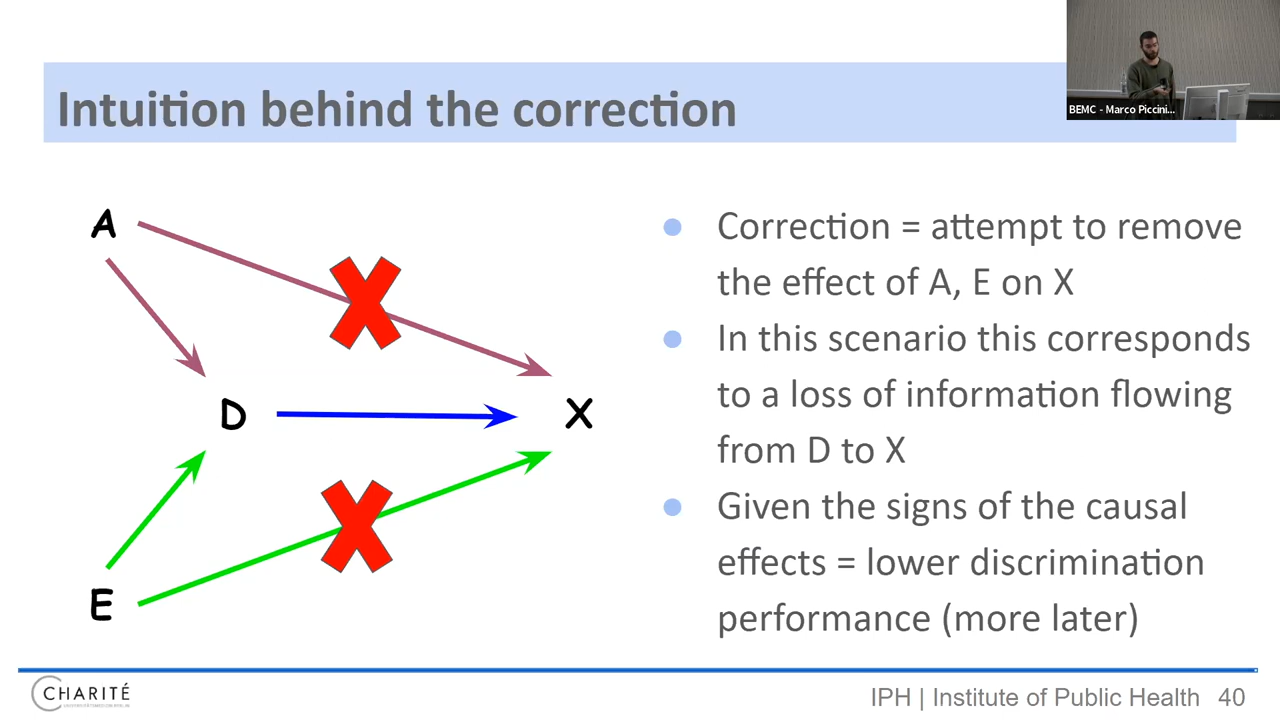 Intuition behind the correction
BEMC - Marco Piccini...
A
D
X
E
Correction = attempt to remove
the effect of A, E on X
In this scenario this corresponds
to a loss of information flowing
from D to X
Given the signs of the causal
effects = lower discrimination
performance (more later)
CHARITÉ
UNIVERSITÄTSMEDIZIN BERLIN
IPH | Institute of Public Health 40